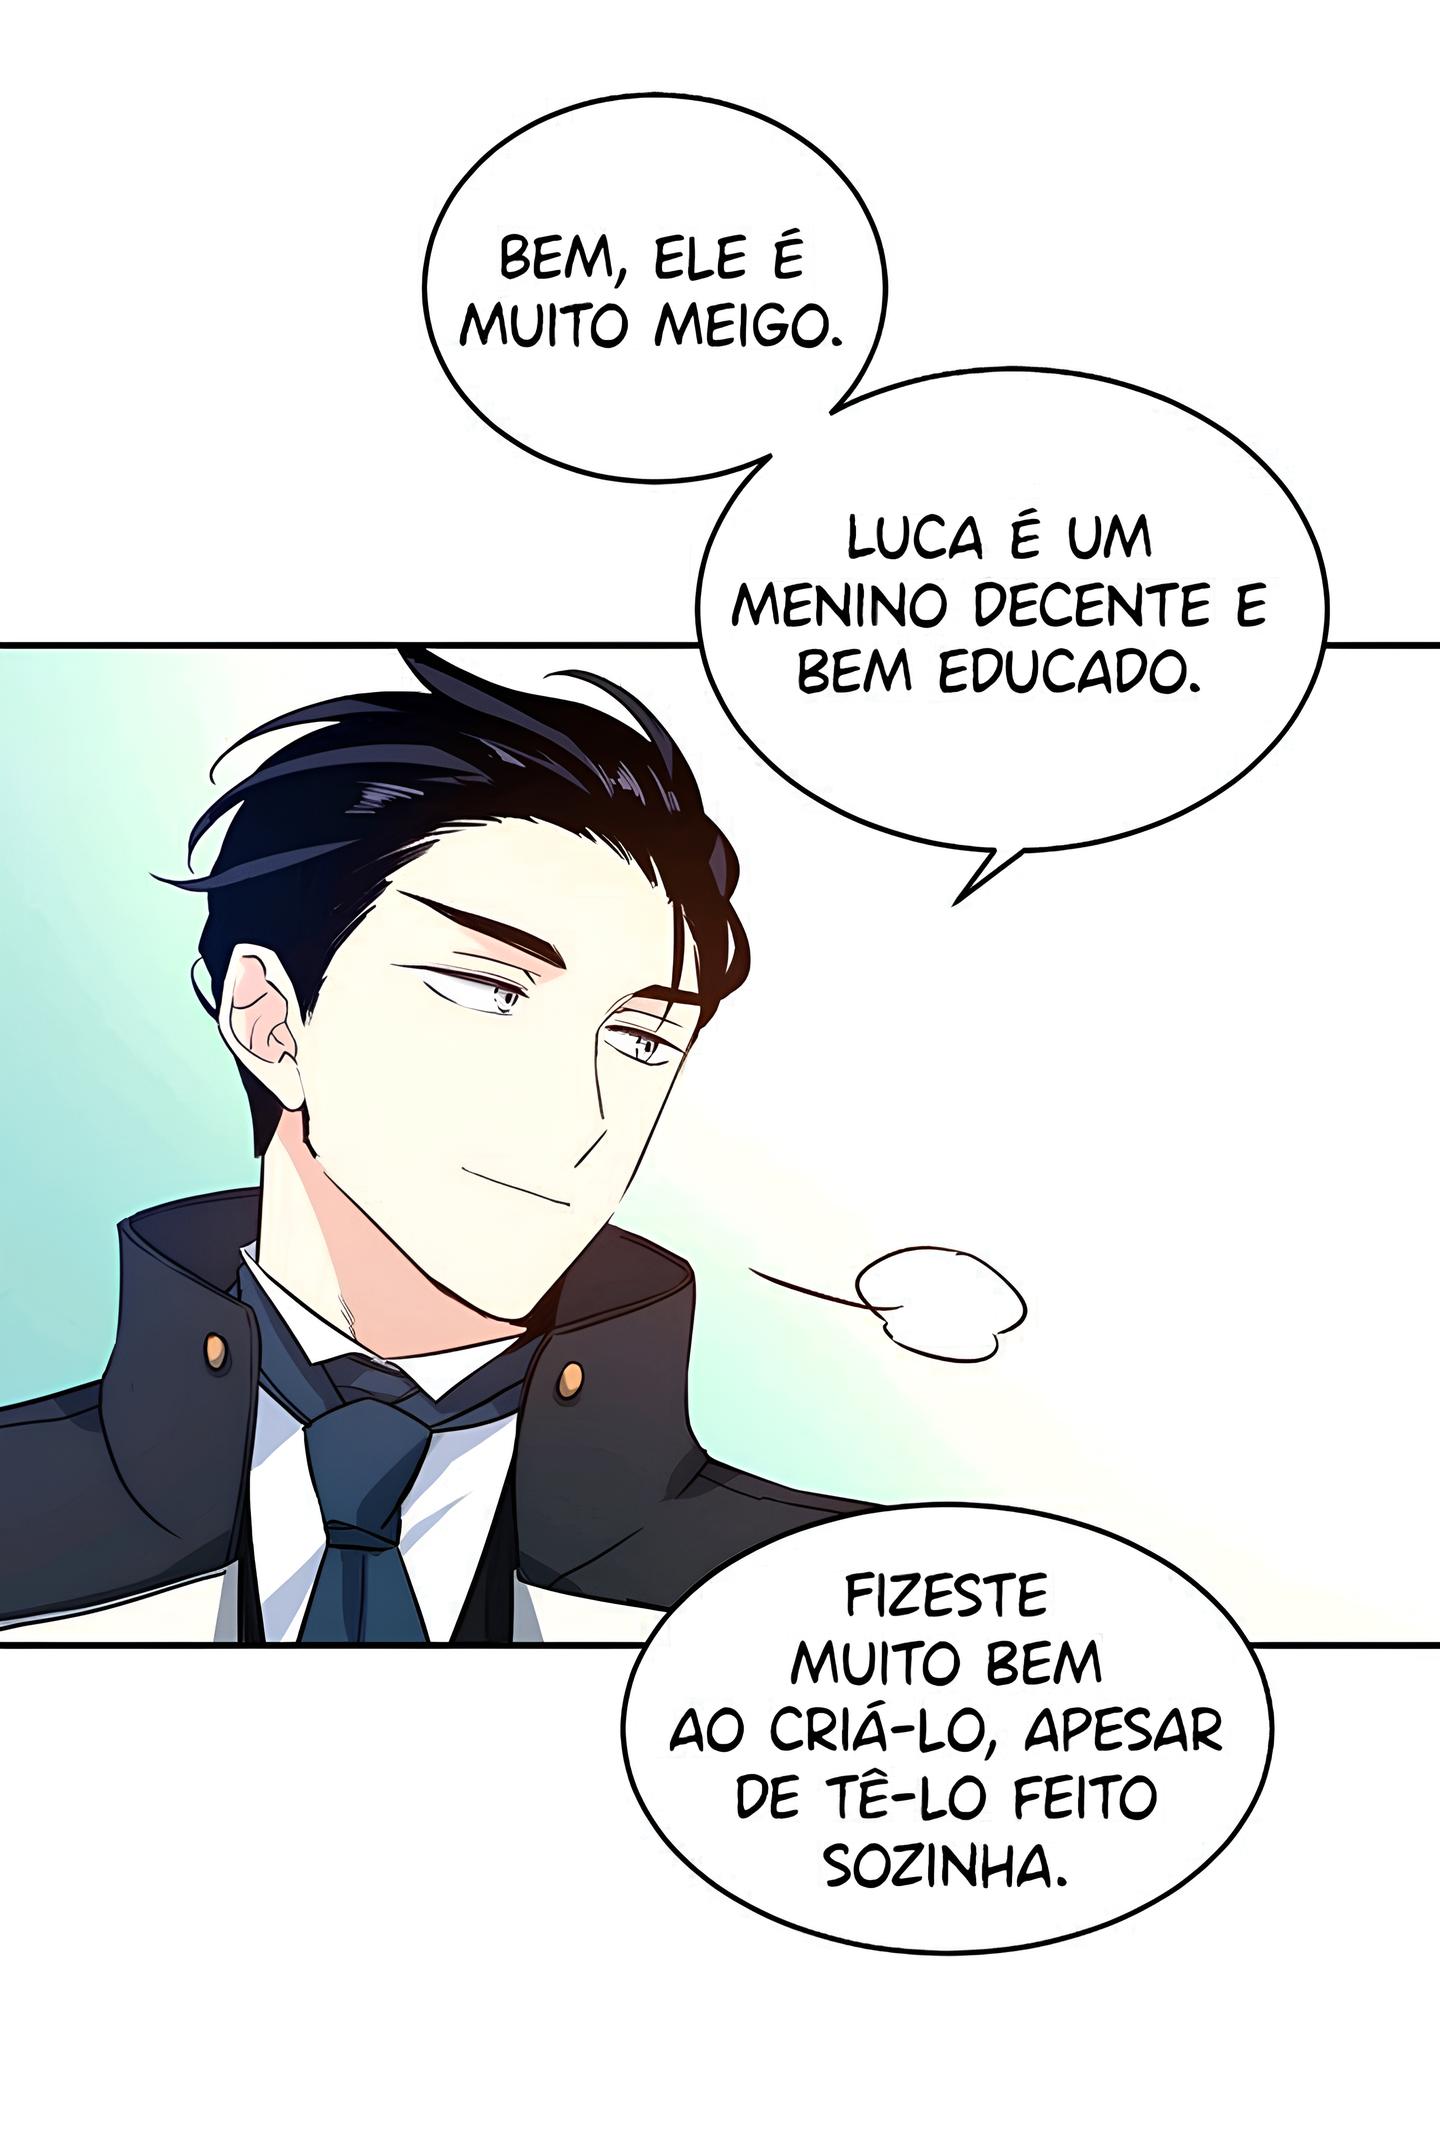 BEM, ELE É
MUITO MEIGO.
LUCA É UM
MENINO DECENTE E
BEM EDUCADO.
FIZESTE
MUITO BEM
AO CRIÁ-LO, APESAR
DE TÊ-LO FEITO
SOZINHA.